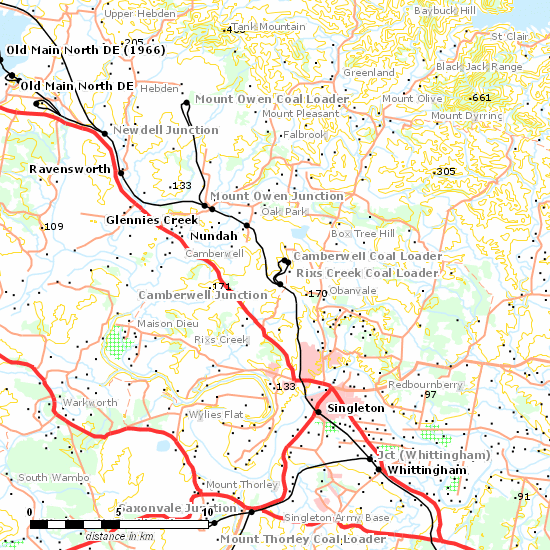 Upper Hebden
Baybuck Hill
Tank Mountain
St Clair
205
Old Main North DE (1966)
Black Jack Range
Greenland
Old Main North DE
Hebden
Mount Owen Coal Loader
Mount Olive
661
Mount Pleasant
Mount Dyrring
Newdell Junction
Falbrook
Ravensworth
305
133
Mount Owen Junction
Oak Park
Glennies Creek
109
Nundah
Box Tree Hill
Camberwell
Camberwell Coal Loader
Rixs Creek Coal Loader
171
Obanvale
Camberwell Junction
170
Maison Dieu
Rixs Creek
133
Redbournberry
97
Warkworth
Singleton
Wylies Flat
Jct (Whittingham)
Whittingham
South Wambo
Mount Thorley
91
0 5 10
Saxonvale Junction
Singleton Army Base
distance in km
Mount Thorley Coal Loader